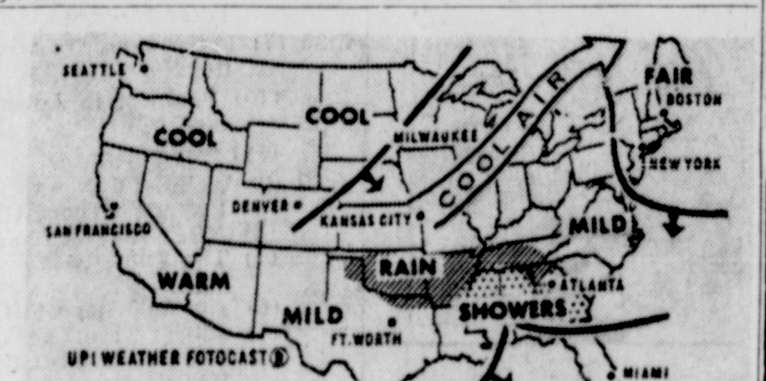 SEATTLE
FAIR
BOSTON
COOL
COOL
COOL AIR
MILWAUKEE
NEW YORK
DENVER
KANSAS CITY
SAN FRANCISCO
MILD
RAIN
WARM
ATLANTA
SHOWERS
MILD
FT. WORTH
UPI WEATHER FOTOCAST
MIAMI